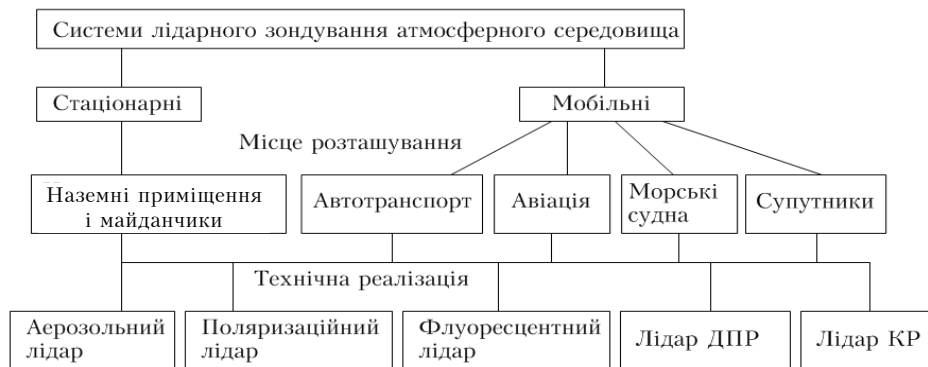 Системи лідарного зондування атмосферного середовища
Стаціонарні
Мобільні
Місце розташування
Наземні приміщення
і майданчики
Автотранспорт
Авіація
Морські
судна
Супутники
Технічна реалізація
Аерозольний
лідар
Поляризаційний
лідар
Флуоресцентний
лідар
Лідар ДПР
Лідар КР